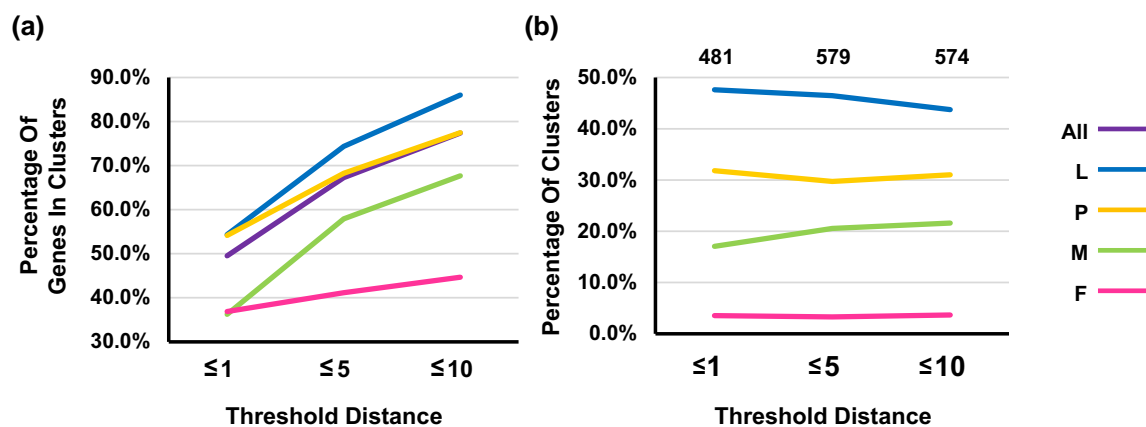 (a)
Percentage Of
Genes In Clusters
90.0%
80.0%
70.0%
60.0%
50.0%
40.0%
30.0%
≤1
≤5
≤10
Threshold Distance
(b)
Percentage Of Clusters
481
579
574
50.0%
40.0%
30.0%
20.0%
10.0%
0.0%
≤1
≤5
≤10
Threshold Distance
All
L
P
M
F